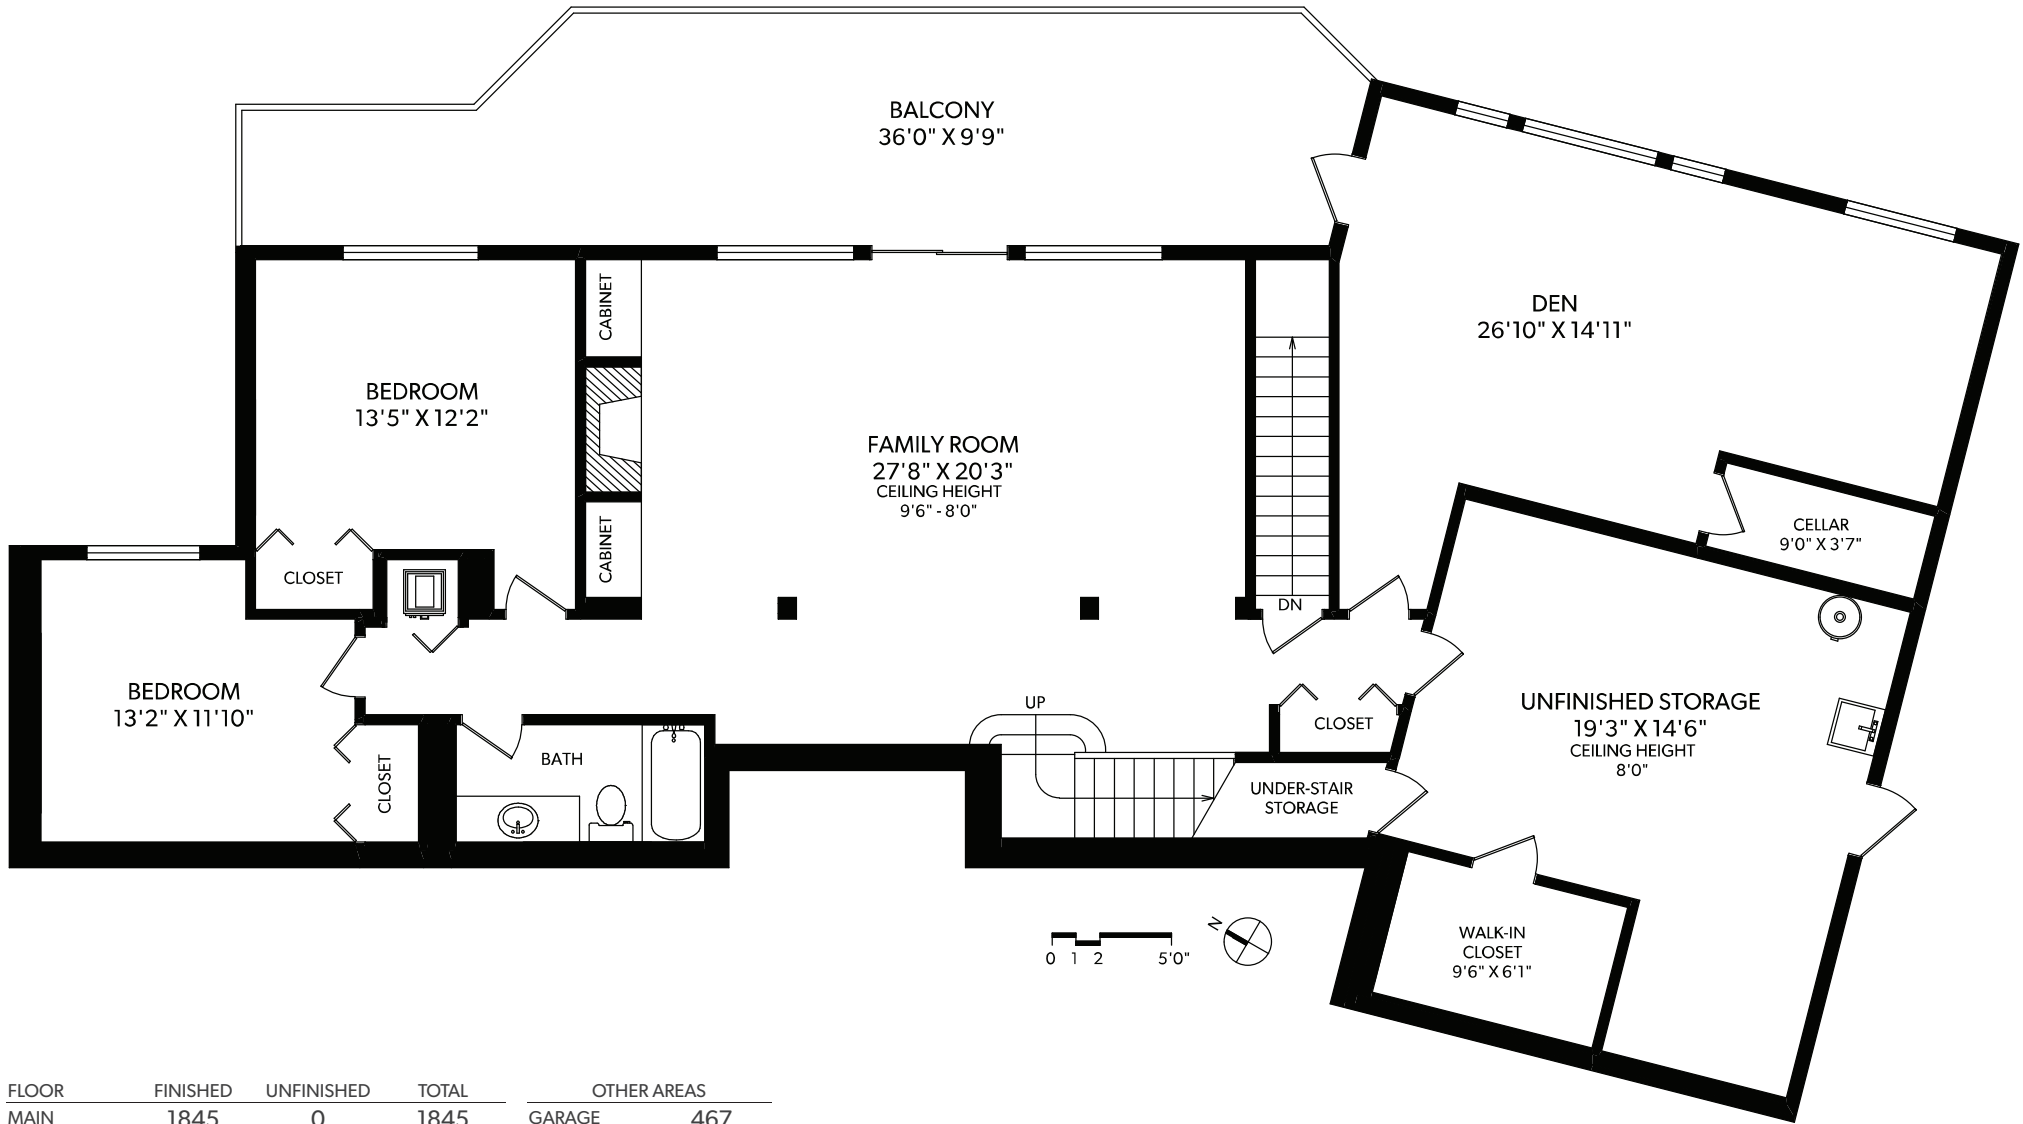 BALCONY
36'0" X 9'9"
DEN
26'10" X 14'11"
CABINET
BEDROOM
13'5" X 12'2"
FAMILY ROOM
27'8" X 20'3"
CEILING HEIGHT
9'6" - 8'0"
CABINET
CELLAR
9'0" X 3'7"
CLOSET
DN
BEDROOM
13'2" X 11'10"
UP
UNFINISHED STORAGE
19'3" X 14'6"
CEILING HEIGHT
8'0"
CLOSET
BATH
CLOSET
UNDER-STAIR
STORAGE
WALK-IN
CLOSET
9'6" X 6'1"
N
0 1 2 5'0"
FLOOR FINISHED UNFINISHED TOTAL OTHER AREAS
MAIN 1845 0 1845 GARAGE 467